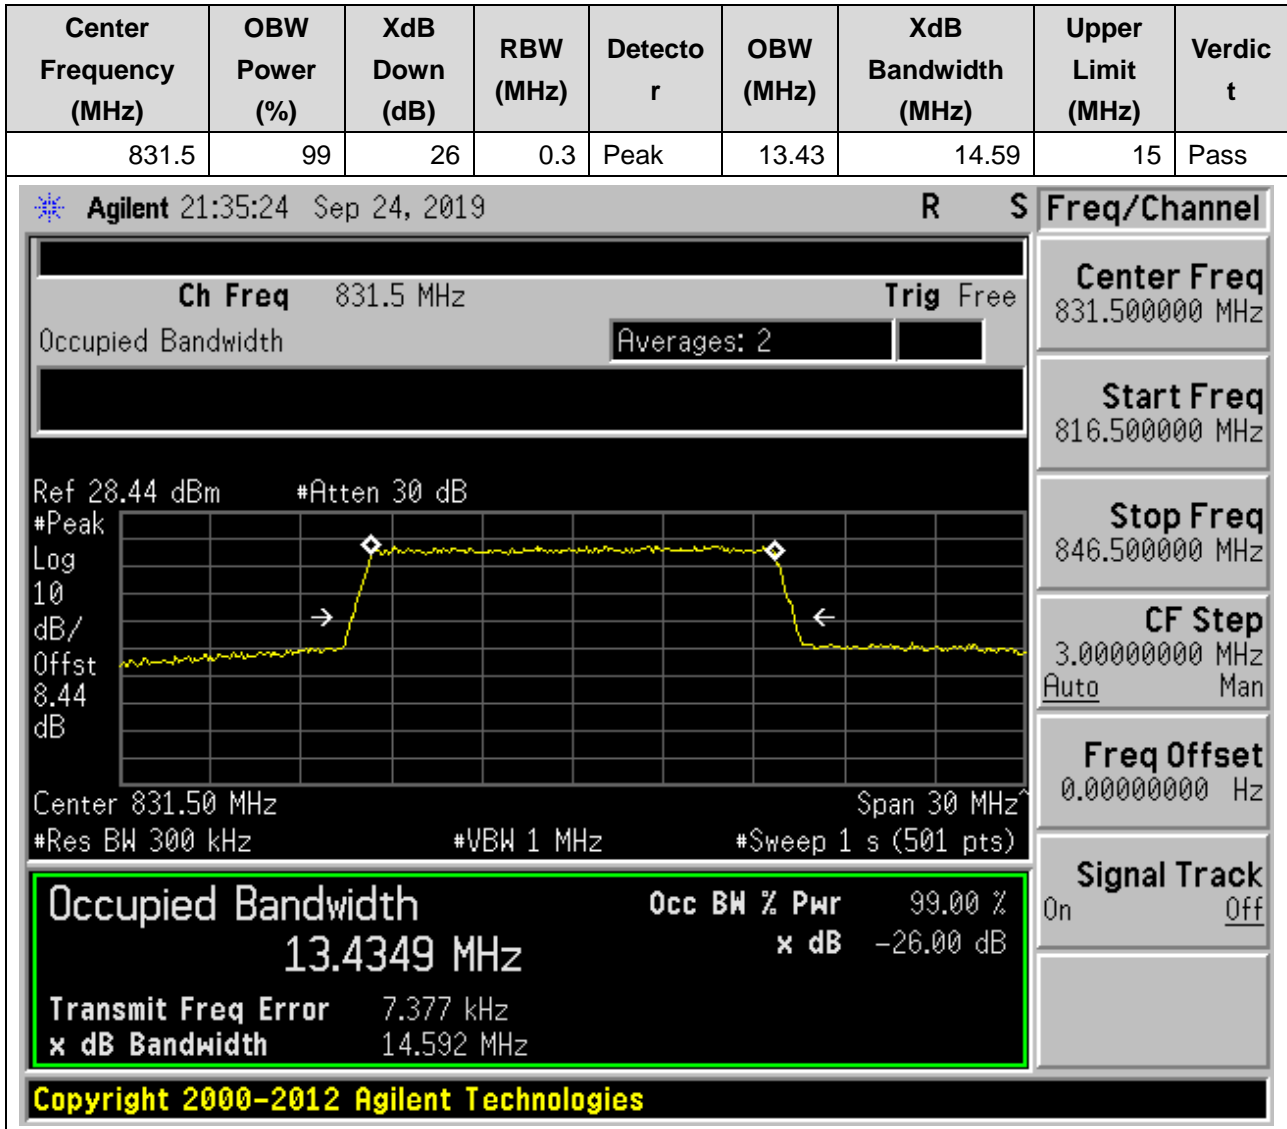 Center Frequency (MHz) OBW Power (%) XdB Down (dB) RBW (MHz) Detecto r OBW (MHz) XdB Bandwidth (MHz) Upper Limit (MHz) Verdic t
831.5 99 26 0.3 Peak 13.43 14.59 15 Pass
Agilent 21:35:24 Sep 24, 2019 R S
Ch Freq 831.5 MHz Trig Free
Occupied Bandwidth Averages: 2
Ref 28.44 dBm #Atten 30 dB
#Peak
Log
10
dB/
Offst
8.44
dB
Center 831.50 MHz Span 30 MHz^
#Res BW 300 kHz #VBW 1 MHz #Sweep 1 s (501 pts)
Occupied Bandwidth Occ BW % Pwr 99.00 %
13.4349 MHz x dB -26.00 dB
Transmit Freq Error 7.377 kHz
x dB Bandwidth 14.592 MHz
Copyright 2000-2012 Agilent Technologies
Freq/Channel
Center Freq
831.500000 MHz
Start Freq
816.500000 MHz
Stop Freq
846.500000 MHz
CF Step
3.00000000 MHz
Auto Man
Freq Offset
0.00000000 Hz
Signal Track
On Off